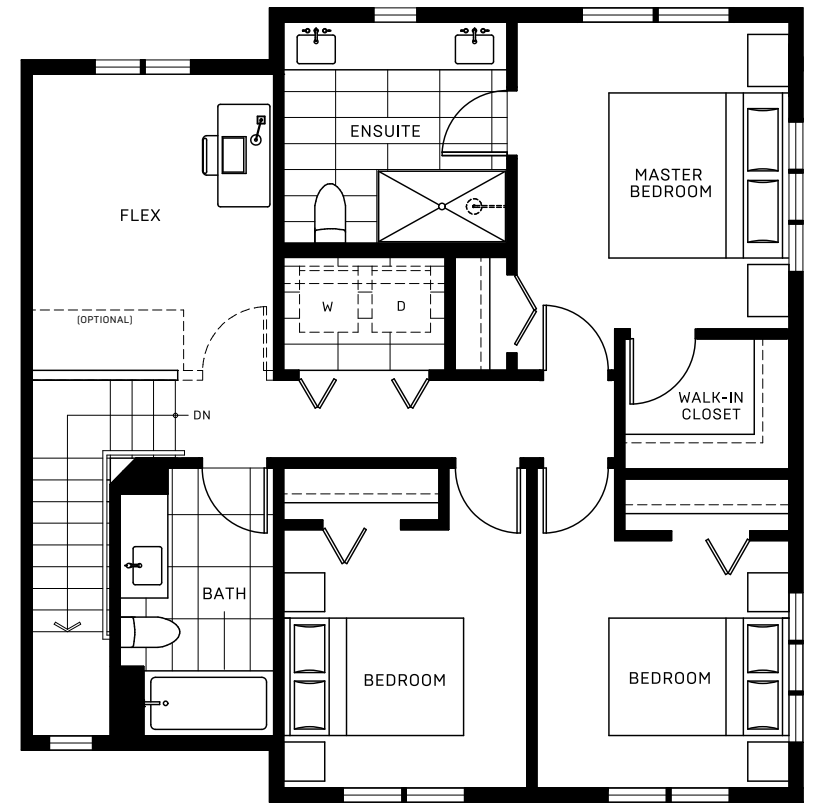 ENSUITE
MASTER
BEDROOM
FLEX
(OPTIONAL)
W
D
WALK-IN
CLOSET
DN
BATH
BEDROOM
BEDROOM